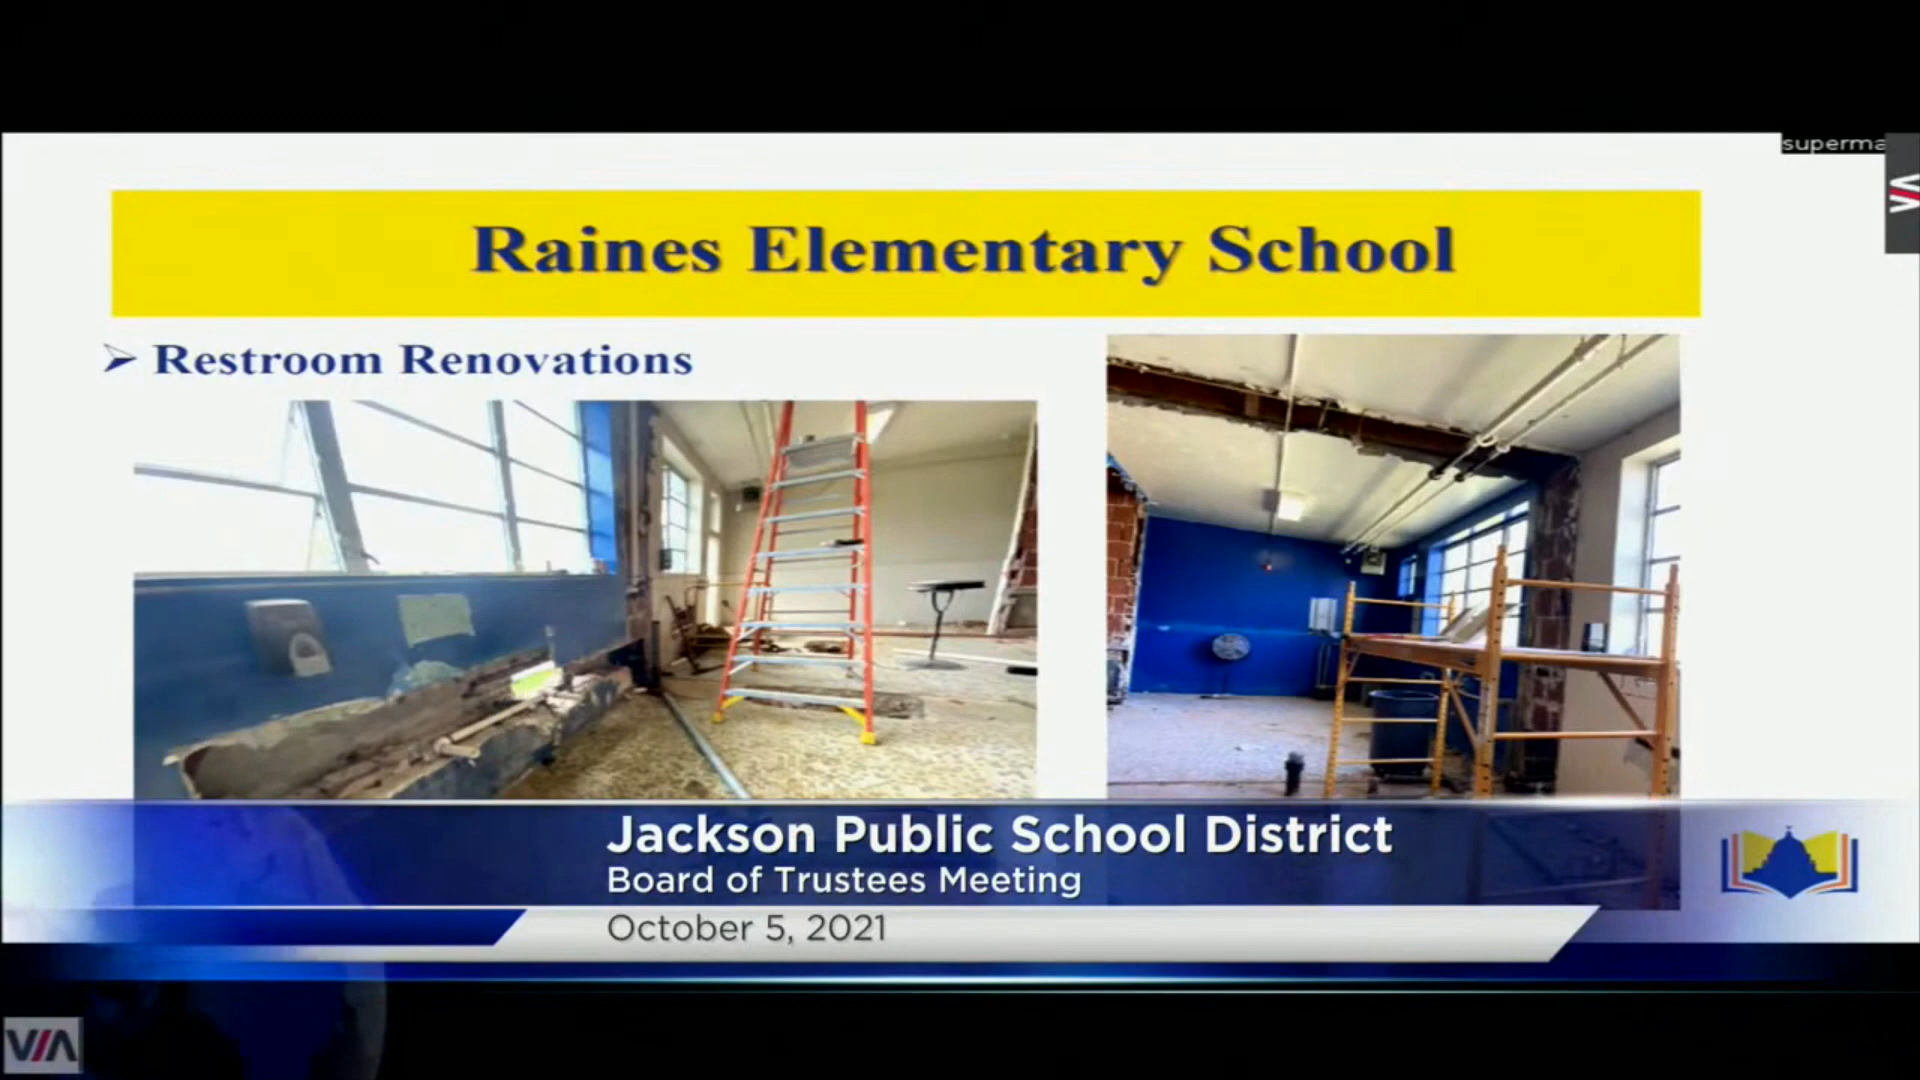 superma
Raines Elementary School
Restroom Renovations
Jackson Public School District
Board of Trustees Meeting
October 5, 2021
VIA